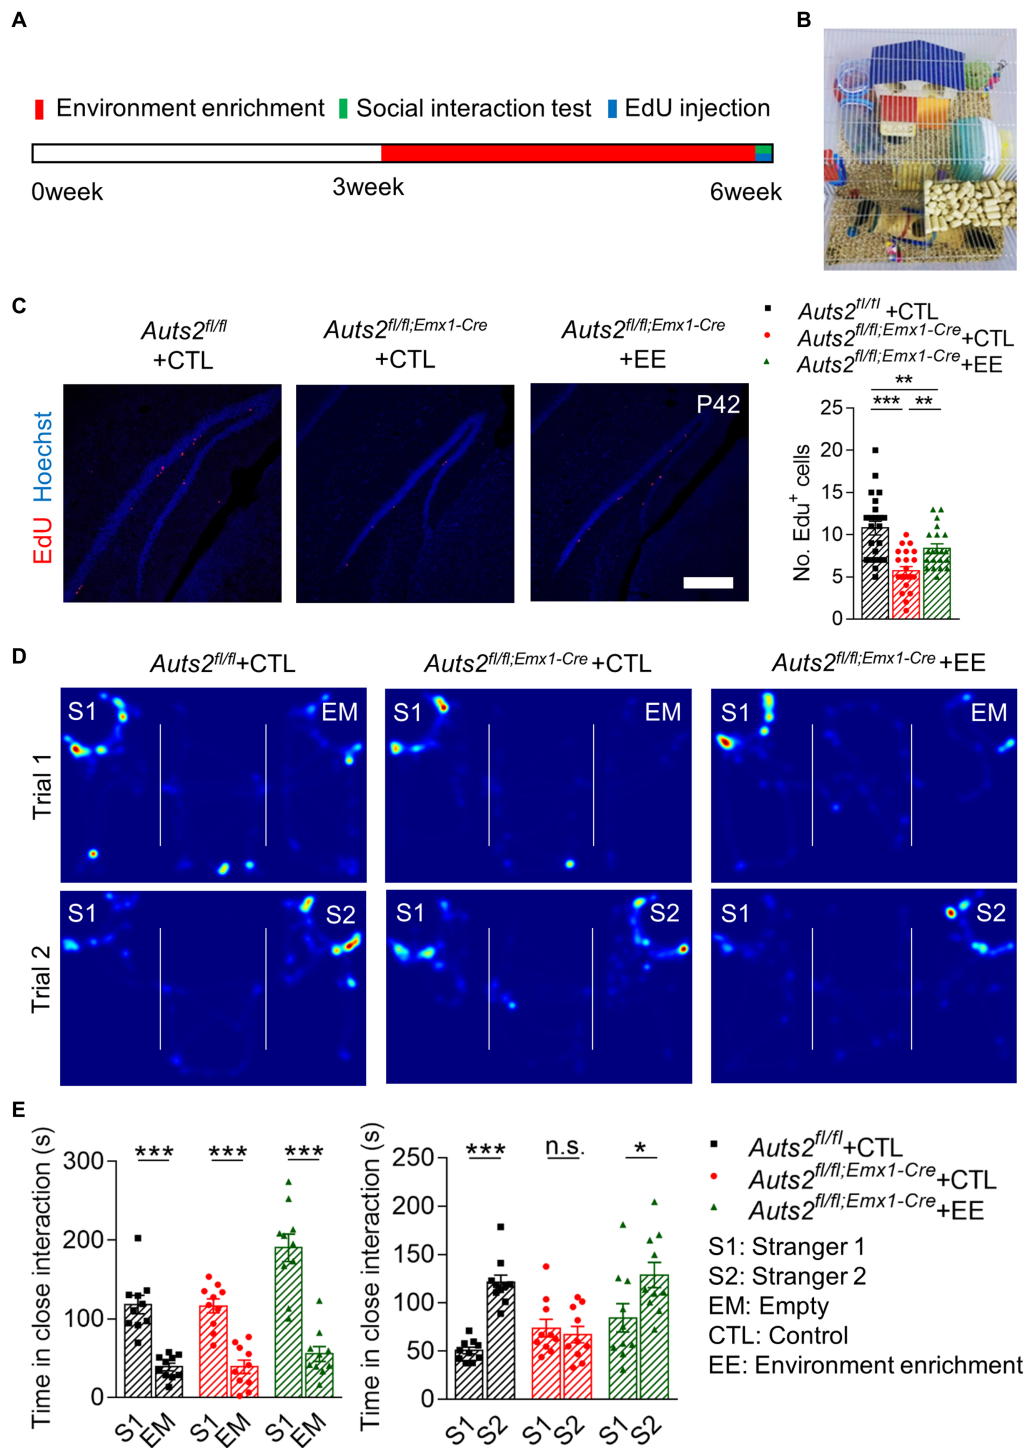 A
B
Environment enrichment Social interaction test EdU injection
0week 3week 6week
C
Auts2fl/fl +CTL
Auts2fl/fl;Emx1-Cre +CTL
Auts2fl/fl;Emx1-Cre +EE
Auts2fl/fl +CTL
Auts2fl/fl;Emx1-Cre +CTL
Auts2fl/fl;Emx1-Cre +EE
EdU Hoechst
P42
** 
*** **
No. Edu+ cells
25
20
15
10
5
0
D
Auts2fl/fl+CTL Auts2fl/fl;Emx1-Cre +CTL Auts2fl/fl;Emx1-Cre +EE
Trial 1
S1 EM S1 EM S1 EM
Trial 2
S1 S2 S1 S2 S1 S2
E
Time in close interaction (s)
*** *** ***
300
200
100
0
S1 EM S1 EM S1 EM
Time in close interaction (s)
*** n.s. *
250
200
150
100
50
0
S1 S2 S1 S2 S1 S2
Auts2fl/fl+CTL
Auts2fl/fl;Emx1-Cre+CTL
Auts2fl/fl;Emx1-Cre+EE
S1: Stranger 1
S2: Stranger 2
EM: Empty
CTL: Control
EE: Environment enrichment